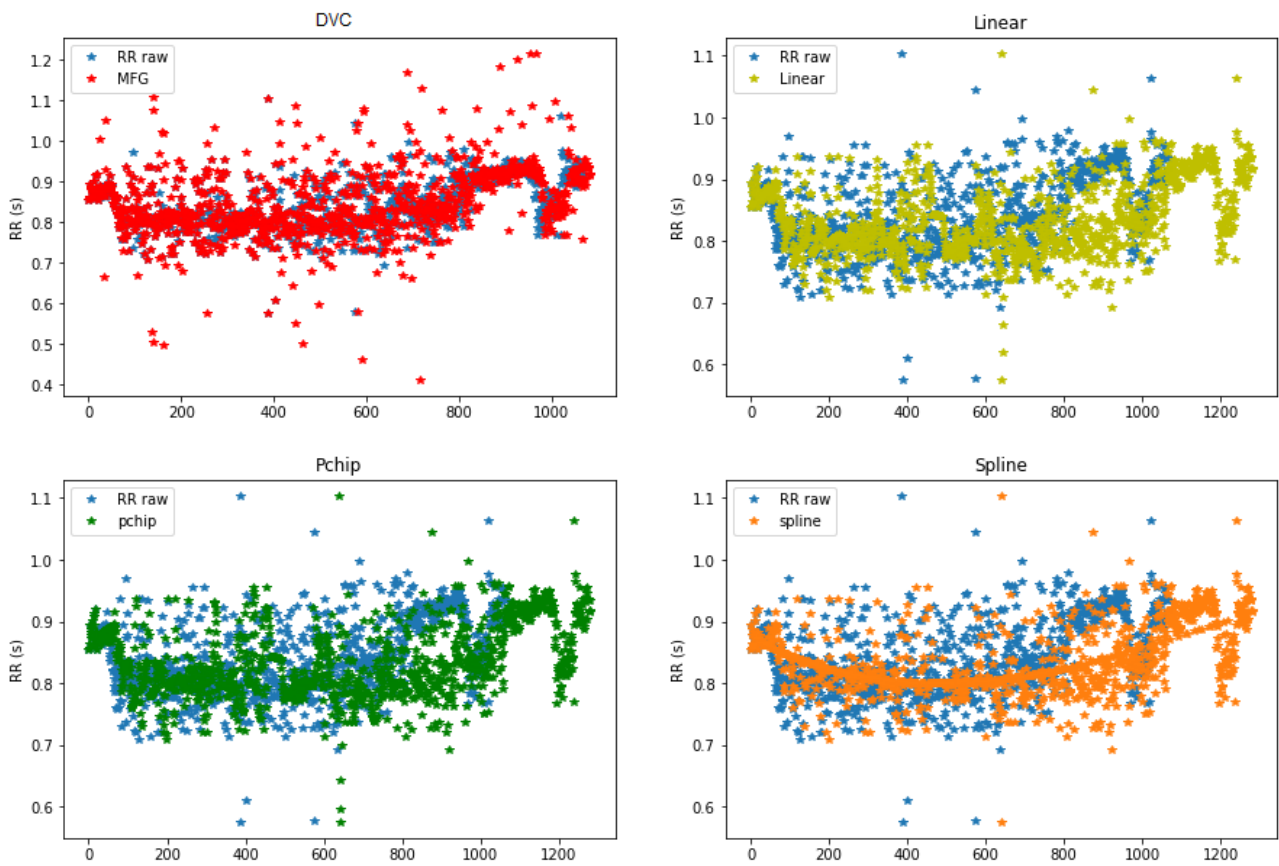 DVC
RR raw
MFG
RR (s)
1.2
1.1
1.0
0.9
0.8
0.7
0.6
0.5
0.4
0 200 400 600 800 1000
Linear
RR raw
Linear
RR (s)
1.1
1.0
0.9
0.8
0.7
0.6
0 200 400 600 800 1000 1200
Pchip
RR raw
pchip
RR (s)
1.1
1.0
0.9
0.8
0.7
0.6
0 200 400 600 800 1000 1200
Spline
RR raw
spline
RR (s)
1.1
1.0
0.9
0.8
0.7
0.6
0 200 400 600 800 1000 1200